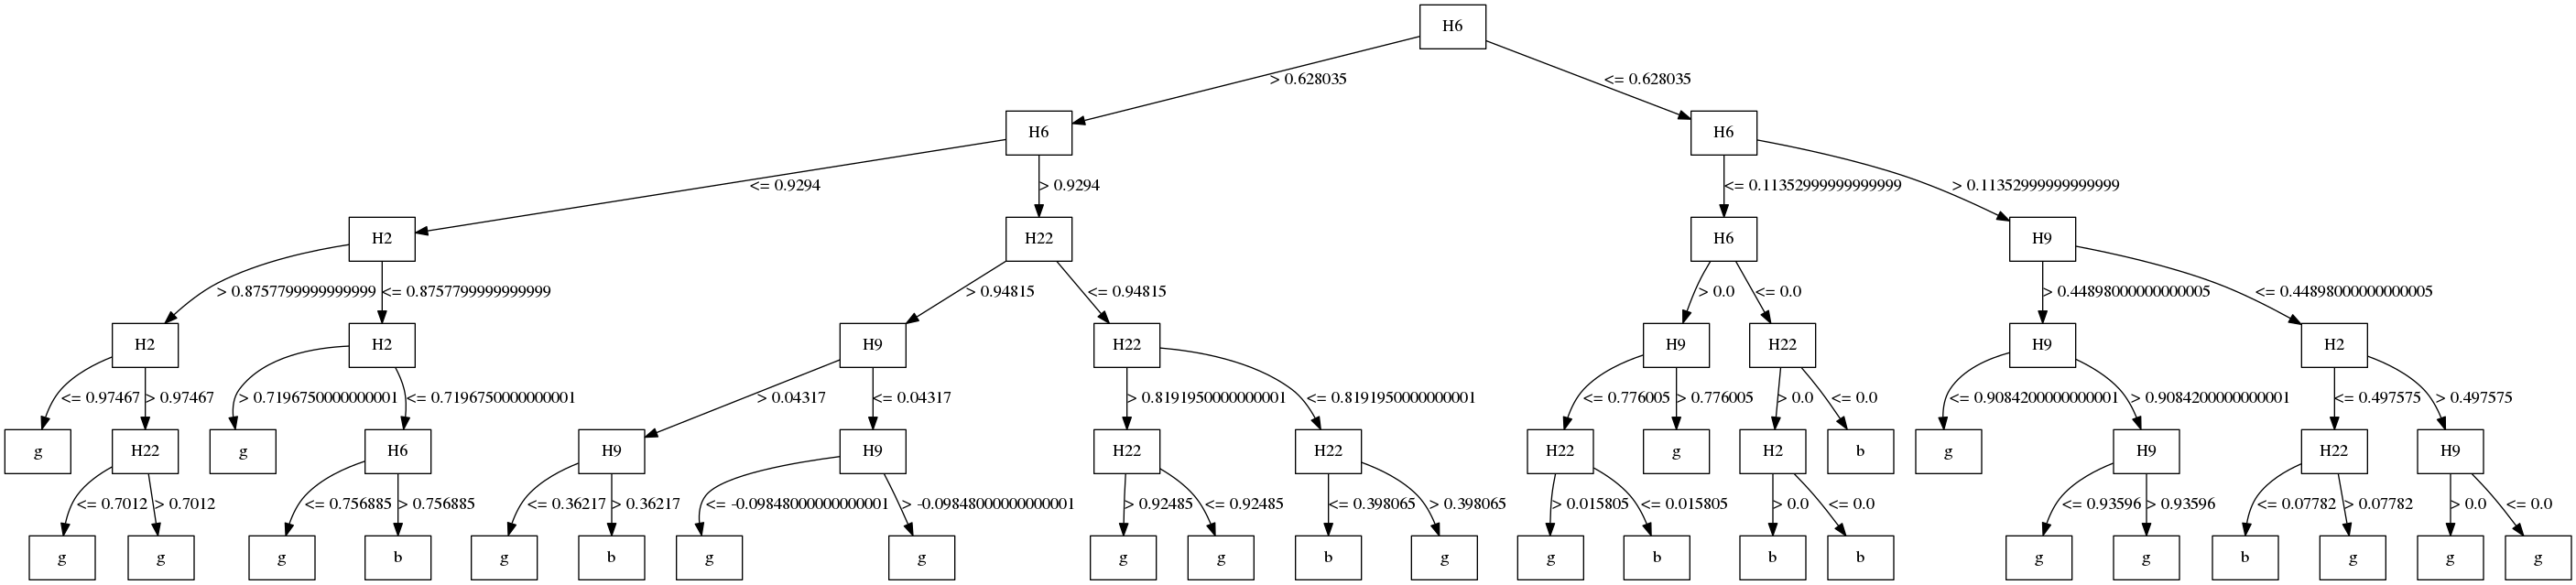 H6
> 0.628035 <= 0.628035
H6 H6
<= 0.9294 > 0.9294 <= 0.11352999999999999 > 0.11352999999999999
H2 H22 H6 H9
> 0.8757799999999999 <= 0.8757799999999999 > 0.94815 <= 0.94815 > 0.0 <= 0.0 > 0.44898000000000005 <= 0.44898000000000005
H2 H2 H9 H22 H9 H22 H9 H2
<= 0.97467 > 0.97467 > 0.7196750000000001 <= 0.7196750000000001 > 0.04317 <= 0.04317 > 0.8191950000000001 <= 0.8191950000000001 <= 0.776005 > 0.776005 > 0.0 <= 0.0 <= 0.9084200000000001 > 0.9084200000000001 <= 0.497575 > 0.497575
g H22 g H6 H9 H9 H22 H22 H22 g H2 b g H9 H22 H9
<= 0.7012 > 0.7012 <= 0.756885 > 0.756885 <= 0.36217 > 0.36217 <= -0.09848000000000001 > -0.09848000000000001 > 0.92485 <= 0.92485 <= 0.398065 > 0.398065 > 0.015805 <= 0.015805 > 0.0 <= 0.0 <= 0.93596 > 0.93596 <= 0.07782 > 0.07782 > 0.0 <= 0.0
g g g b g b g g g g b g g b b b g g b g g g